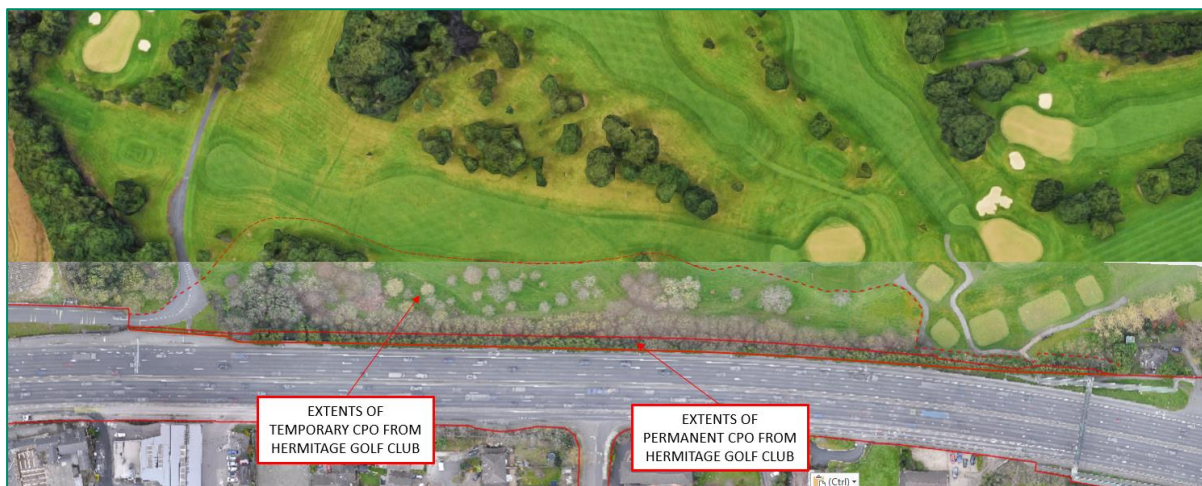 EXTENTS OF
TEMPORARY CPO FROM
HERMITAGE GOLF CLUB
EXTENTS OF
PERMANENT CPO FROM
HERMITAGE GOLF CLUB
(Ctrl)